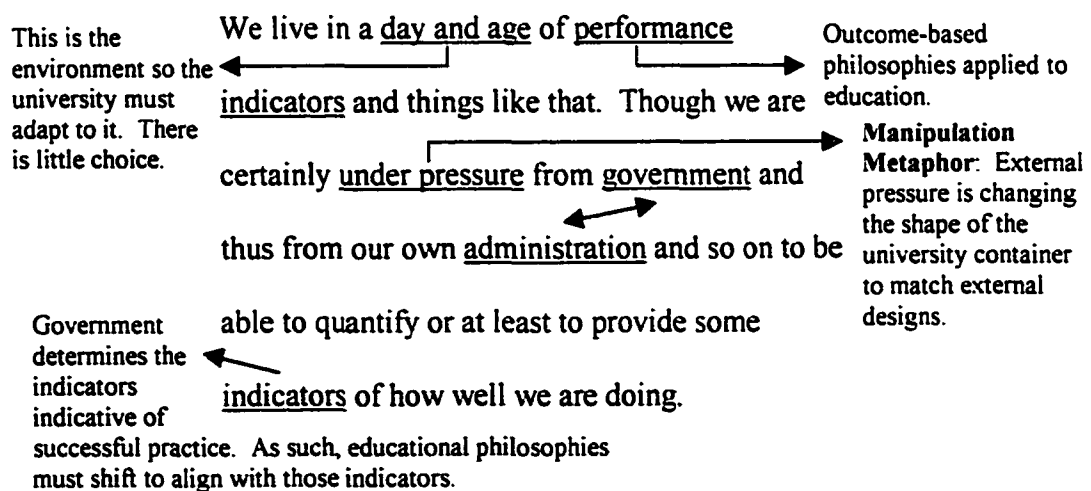 This is the
environment so the
university must
adapt to it. There
is little choice.
We live in a day and age of performance
indicators and things like that. Though we are
certainly under pressure from government and
thus from our own administration and so on to be
able to quantify or at least to provide some
indicators of how well we are doing.
Outcome-based
philosophies applied to
education.
Manipulation
Metaphor: External
pressure is changing
the shape of the
university container
to match external
designs.
Government
determines the
indicators
indicative of
successful practice. As such, educational philosophies
must shift to align with those indicators.